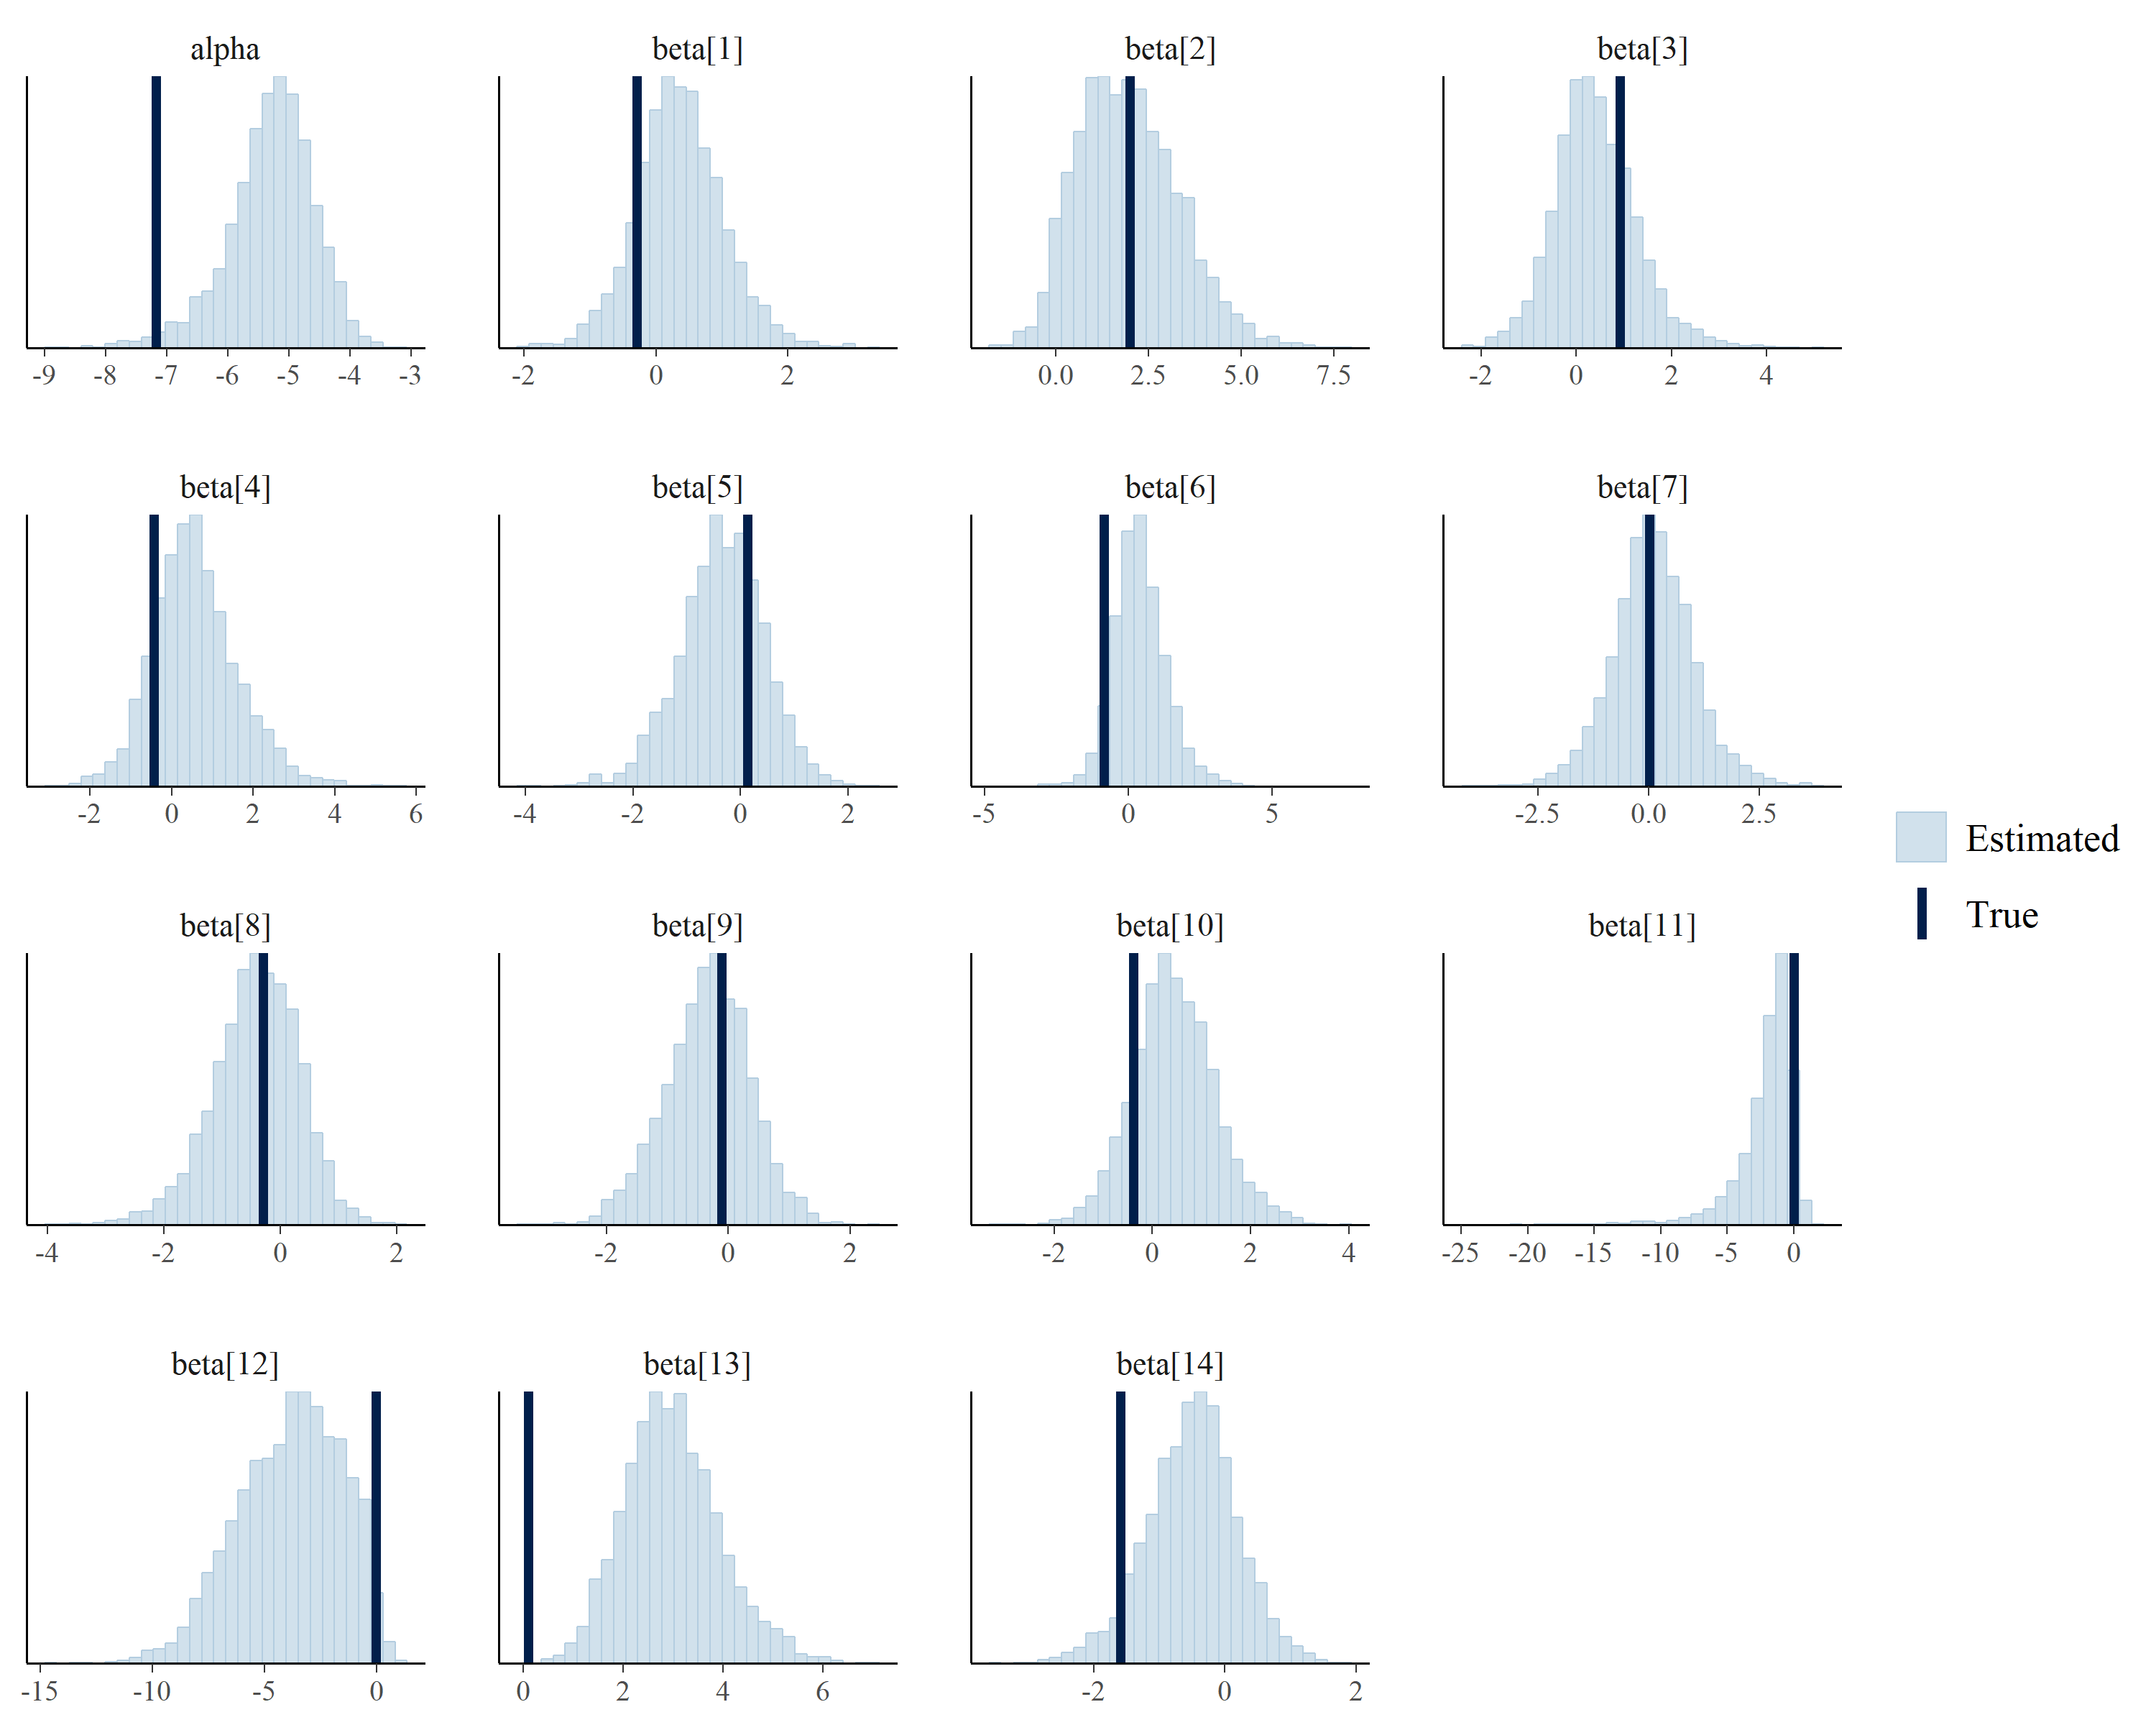 alpha beta[1] beta[2] beta[3]
-9 -8 -7 -6 -5 -4 -3 -2 0 2 0.0 2.5 5.0 7.5 -2 0 2 4
beta[4] beta[5] beta[6] beta[7]
-2 0 2 4 6 -4 -2 0 2 -5 0 5 -2.5 0.0 2.5
Estimated
True
beta[8] beta[9] beta[10] beta[11]
-4 -2 0 2 -2 0 2 -2 0 2 4 -25 -20 -15 -10 -5 0
beta[12] beta[13] beta[14]
-15 -10 -5 0 0 2 4 6 -2 0 2